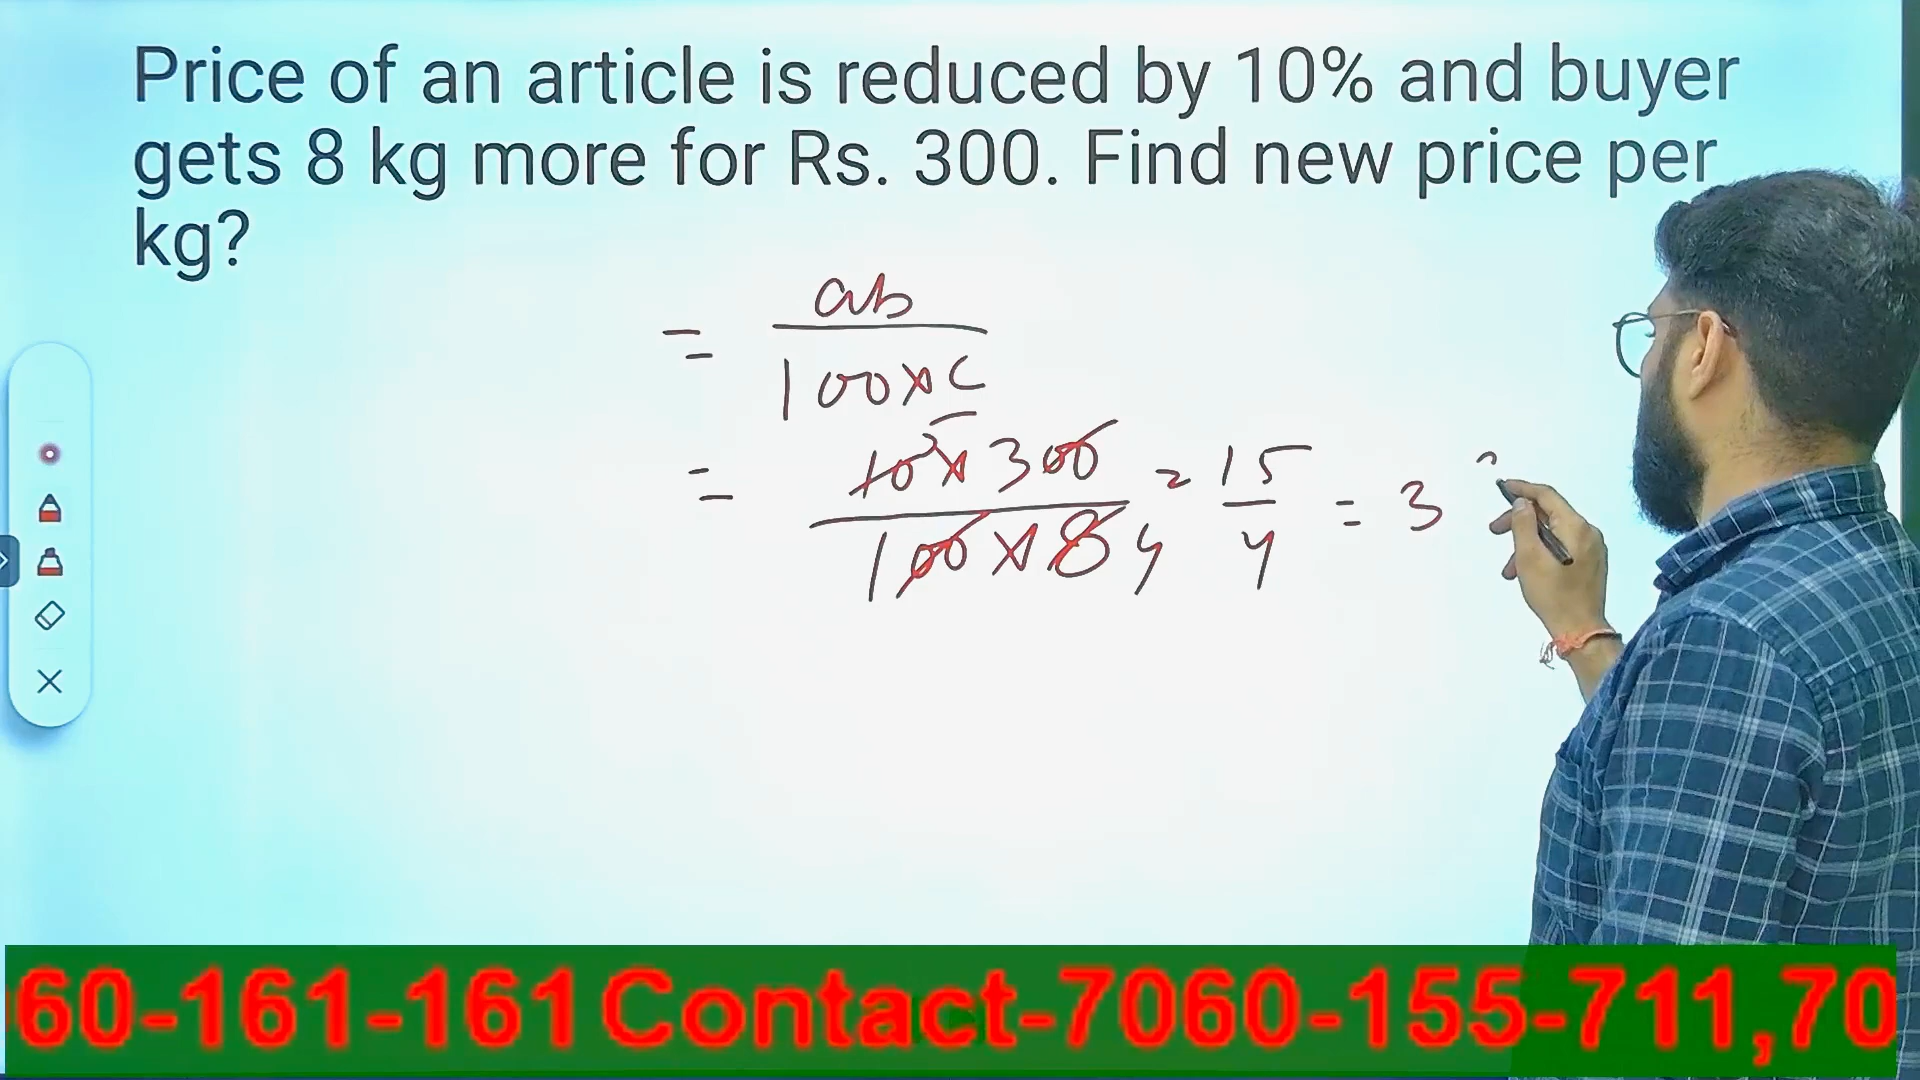 Price of an article is reduced by 10% and buyer
gets 8 kg more for Rs. 300. Find new price per
kg?
= ab / 100×c
= 10×300 / 100×8 = 15/4 = 3
5
4
60-161-161 Contact-7060-155-711,70